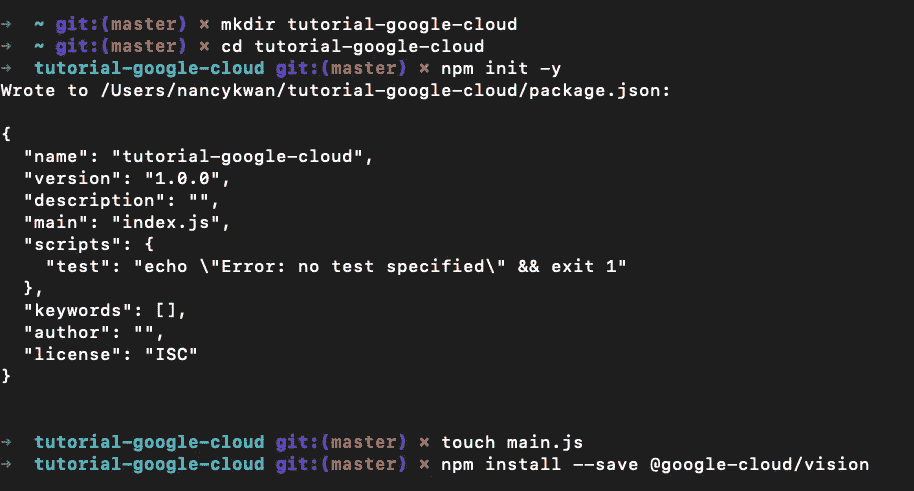 → ~ git:(master) × mkdir tutorial-google-cloud
→ ~ git:(master) × cd tutorial-google-cloud
→ tutorial-google-cloud git:(master) × npm init -y
Wrote to /Users/nancykwan/tutorial-google-cloud/package.json:
{
  "name": "tutorial-google-cloud",
  "version": "1.0.0",
  "description": "",
  "main": "index.js",
  "scripts": {
    "test": "echo \"Error: no test specified\" && exit 1"
  },
  "keywords": [],
  "author": "",
  "license": "ISC"
}
→ tutorial-google-cloud git:(master) × touch main.js
→ tutorial-google-cloud git:(master) × npm install --save @google-cloud/vision